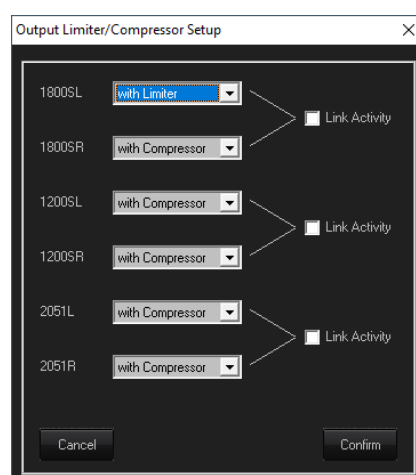 Output Limiter/Compressor Setup
1800SL with Limiter
Link Activity
1800SR with Compressor
1200SL with Compressor
Link Activity
1200SR with Compressor
2051L with Compressor
Link Activity
2051R with Compressor
Cancel Confirm